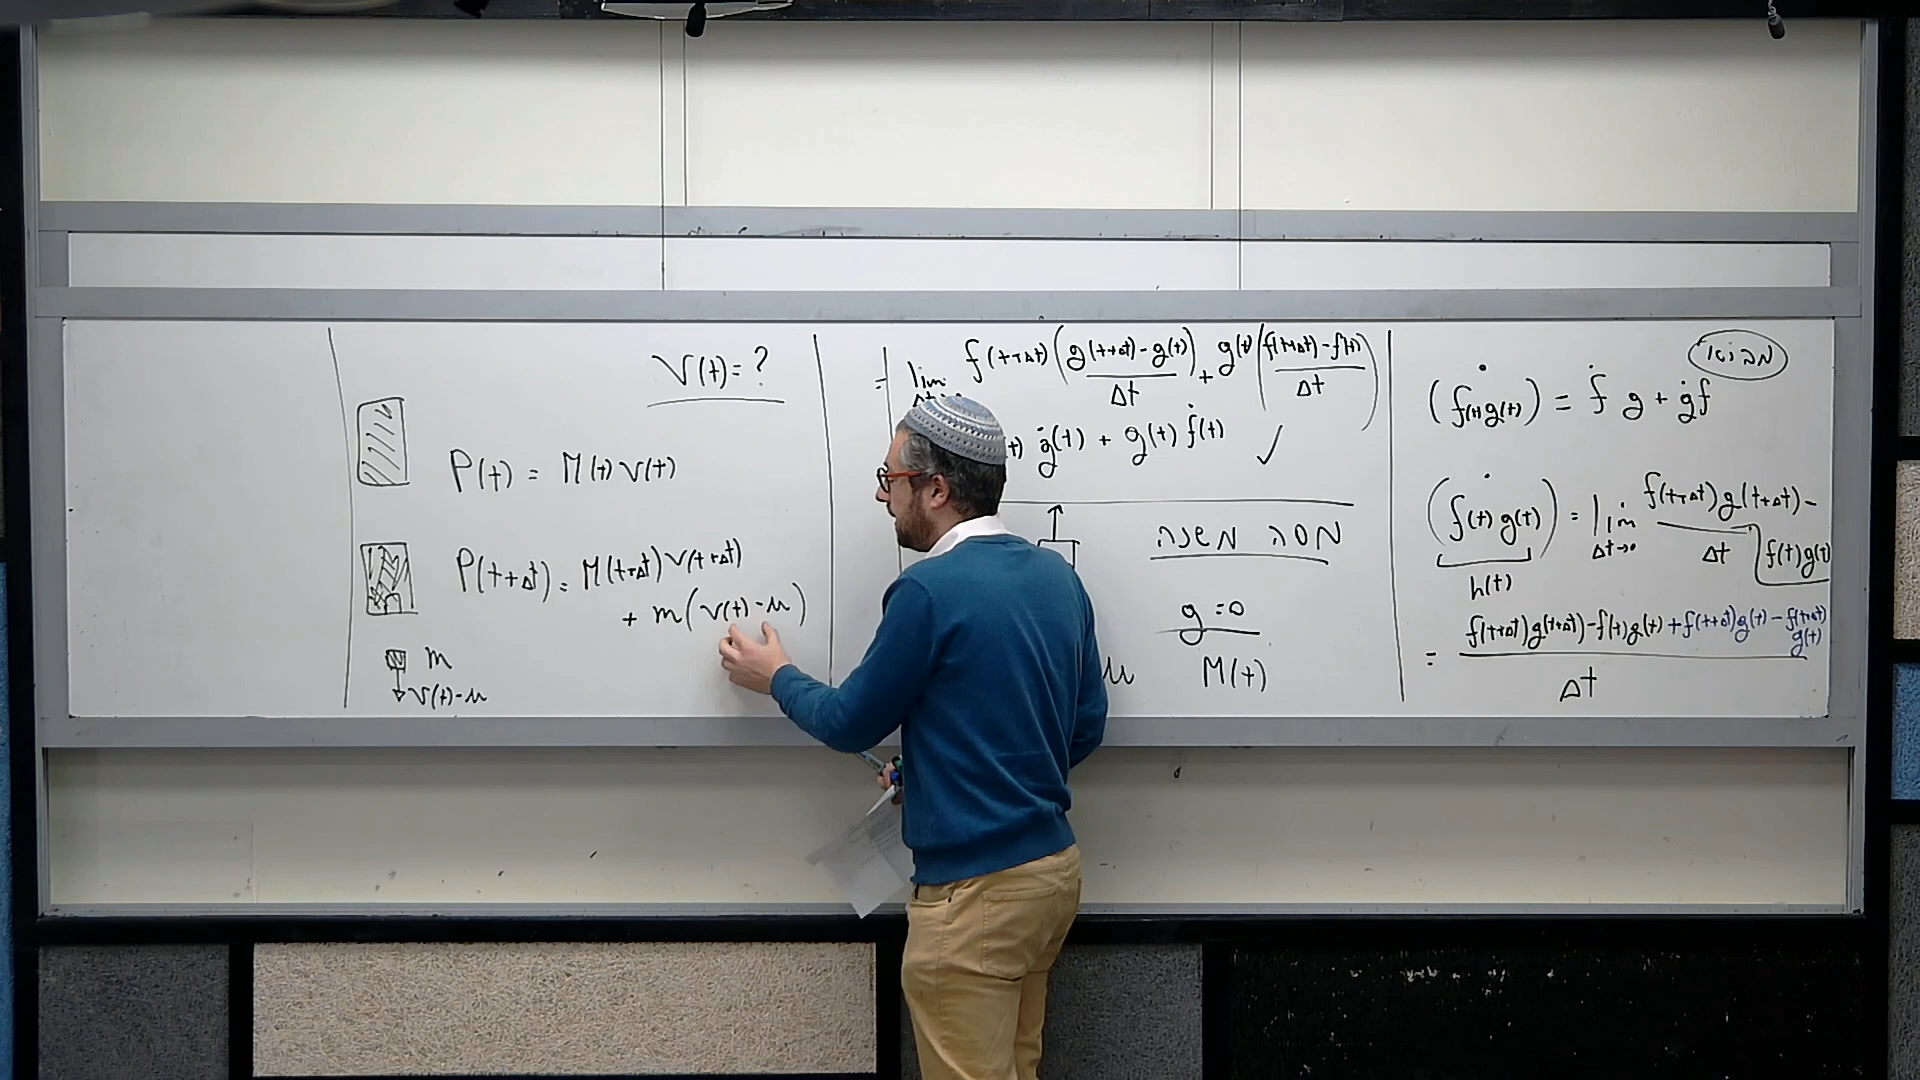 מבוא
(f(t)g(t))˙ = ḟ g + ġ f
(f(t) g(t))˙ = lim Δt→0 f(t+Δt)g(t+Δt) - f(t)g(t) / Δt
h(t)
= f(t+Δt)g(t+Δt) - f(t)g(t) + f(t+Δt)g(t) - f(t+Δt)g(t) / Δt
= lim f(t+Δt) (g(t+Δt) - g(t) / Δt) + g(t) (f(t+Δt) - f(t) / Δt)
ġ(t) + g(t) ḟ(t) ✓
מסה משתנה
g = 0
u M(t)
V(t) = ?
P(t) = M(t) V(t)
P(t+Δt) = M(t+Δt) V(t+Δt)
+ m(V(t) - u)
m
V(t) - u